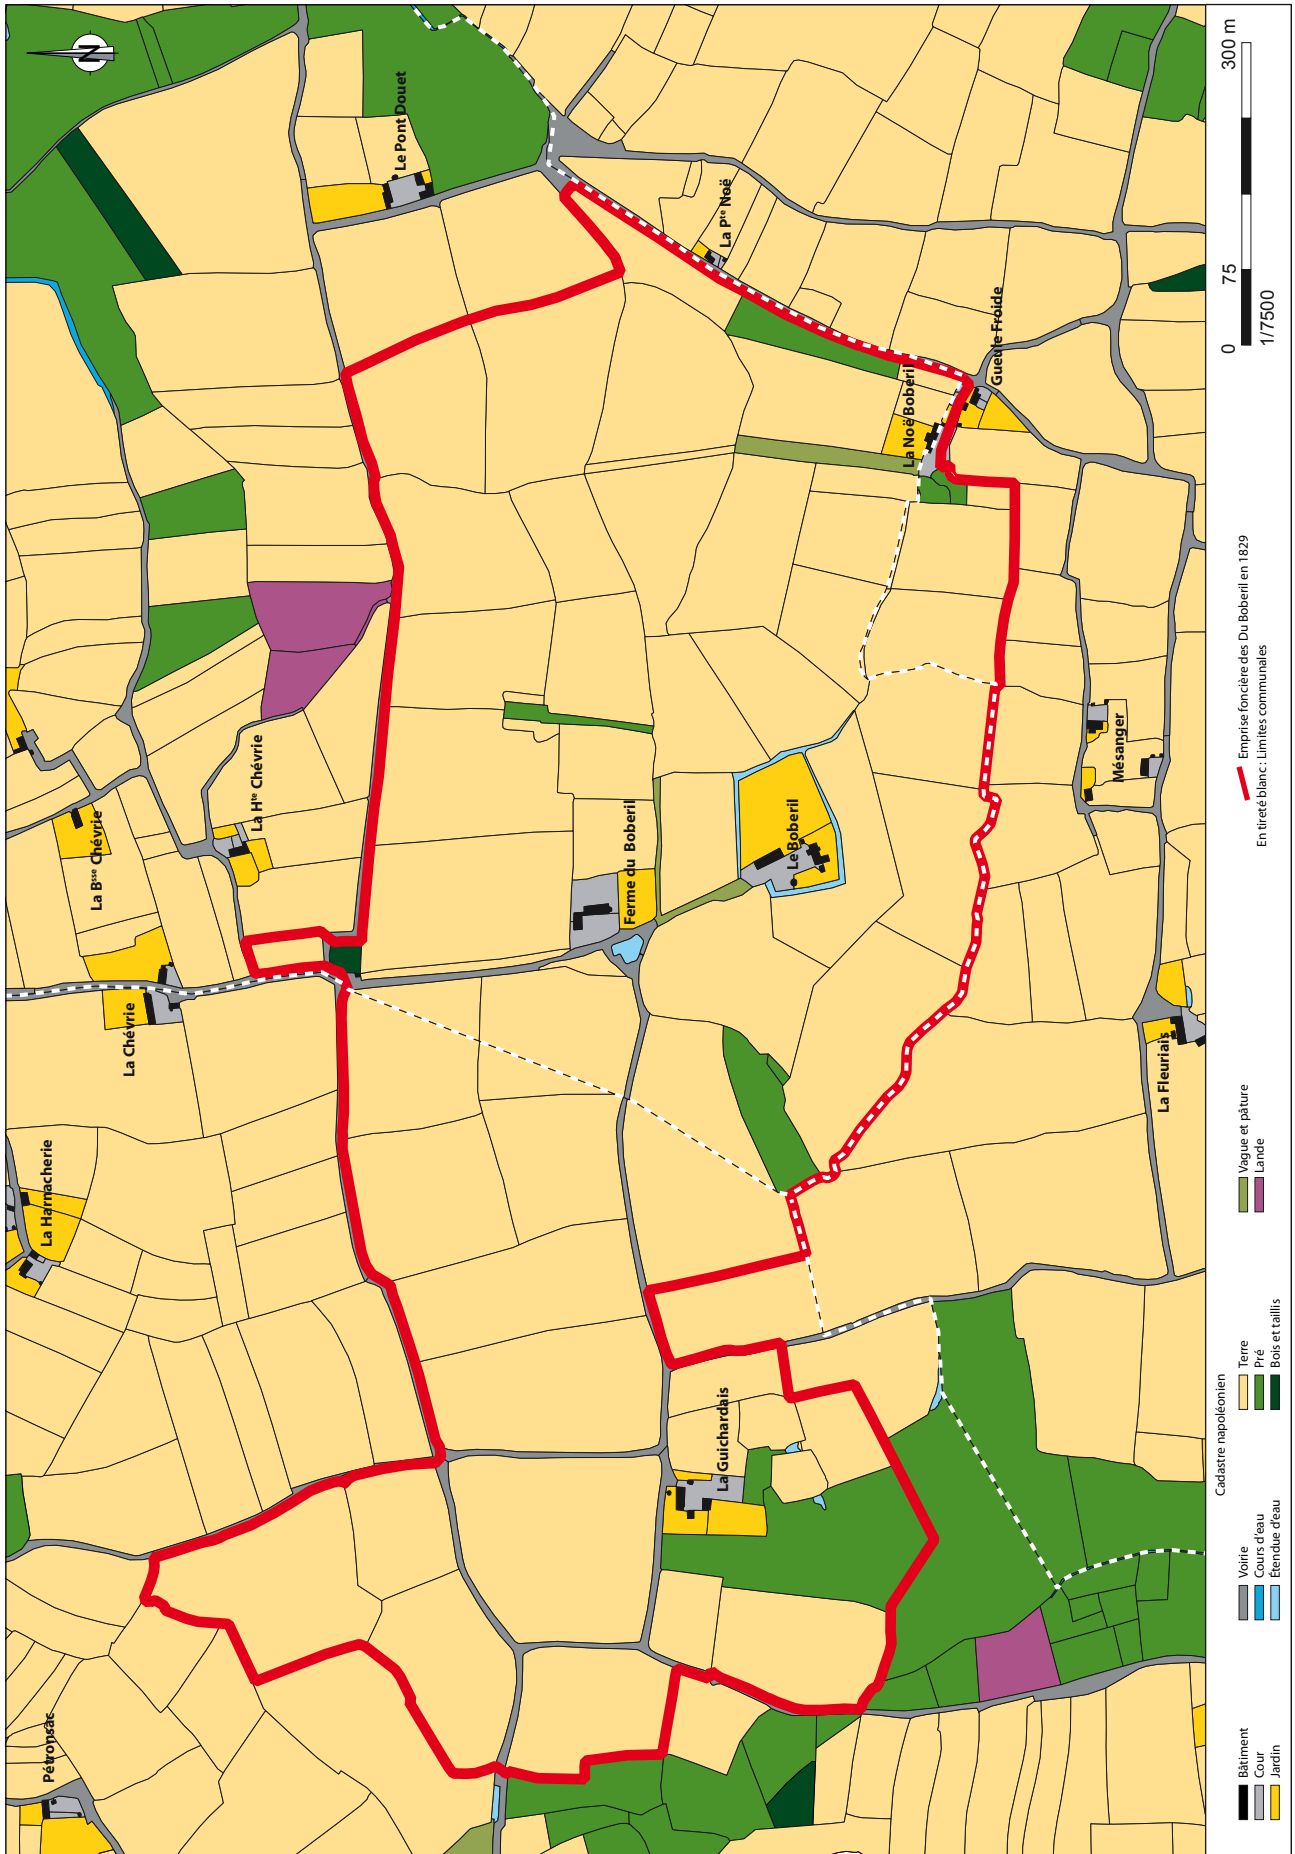 N
Le Pont Douet
La Pte Noë
Gueule Froide
La Noë Boberil
La Hte Chévrie
La Bsse Chévrie
La Chévrie
La Harnacherie
Ferme du Boberil
Le Boberil
Mésanger
La Fleuriais
La Guichardais
Pétronsac
Cadastre napoléonien
Bâtiment
Cour
Jardin
Voirie
Cours d'eau
Étendue d'eau
Terre
Pré
Bois et taillis
Vague et pâture
Lande
Emprise foncière des Du Boberil en 1829
En tireté blanc : Limites communales
0 75 300 m
1/7500